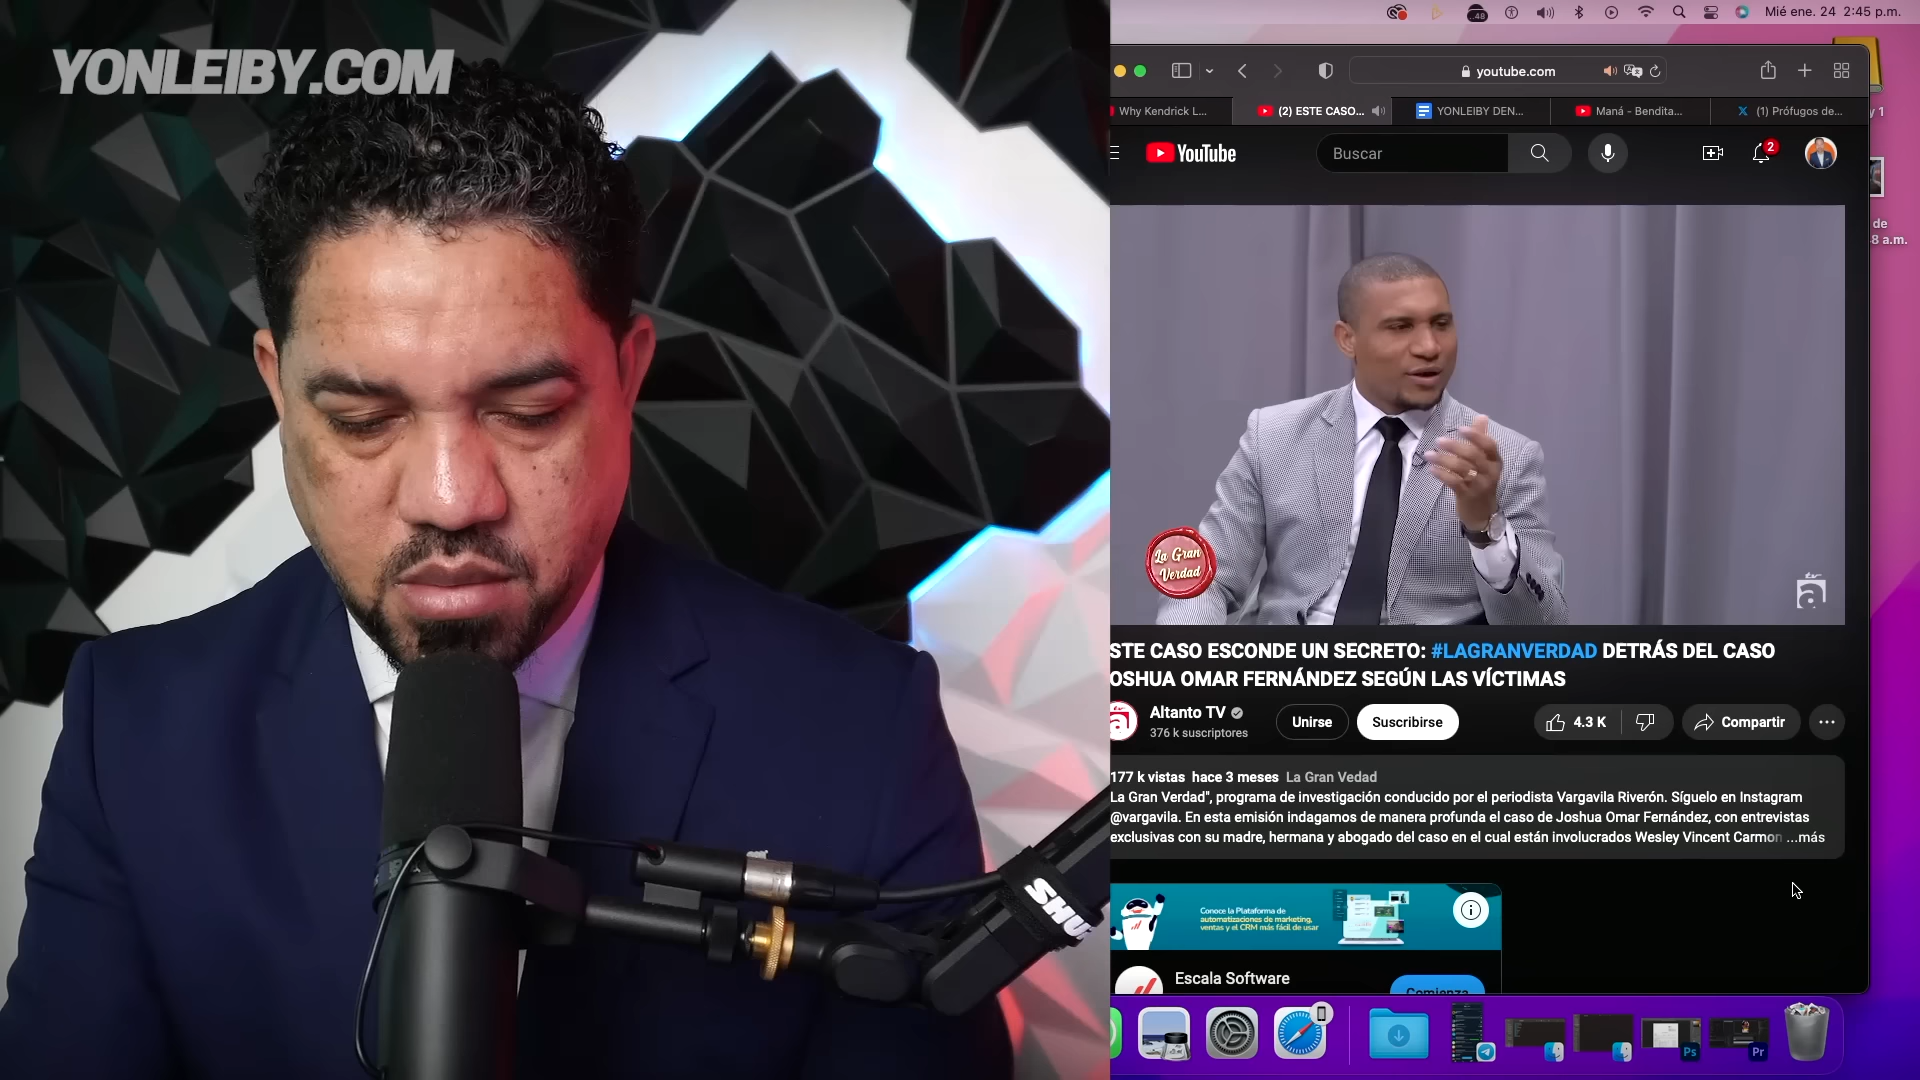 YONLEIBY.COM
..48
Mié ene. 24 2:45 p.m.
youtube.com
Why Kendrick L...
(2) ESTE CASO...
YONLEIBY DEN...
Maná - Bendita...
(1) Prófugos de...
y 1
YouTube
Buscar
2
de
8 a.m.
La Gran
Verdad
tv
a
STE CASO ESCONDE UN SECRETO: #LAGRANVERDAD DETRÁS DEL CASO
OSHUA OMAR FERNÁNDEZ SEGÚN LAS VÍCTIMAS
Altanto TV
376 k suscriptores
Unirse
Suscribirse
4.3 K
Compartir
177 k vistas hace 3 meses La Gran Vedad
La Gran Verdad", programa de investigación conducido por el periodista Vargavila Riverón. Síguelo en Instagram
@vargavila. En esta emisión indagamos de manera profunda el caso de Joshua Omar Fernández, con entrevistas
exclusivas con su madre, hermana y abogado del caso en el cual están involucrados Wesley Vincent Carmon ...más
Conoce la Plataforma de
automatizaciones de marketing,
ventas y el CRM más fácil de usar
Escala Software
Comienza
SHU
Ps
Pr